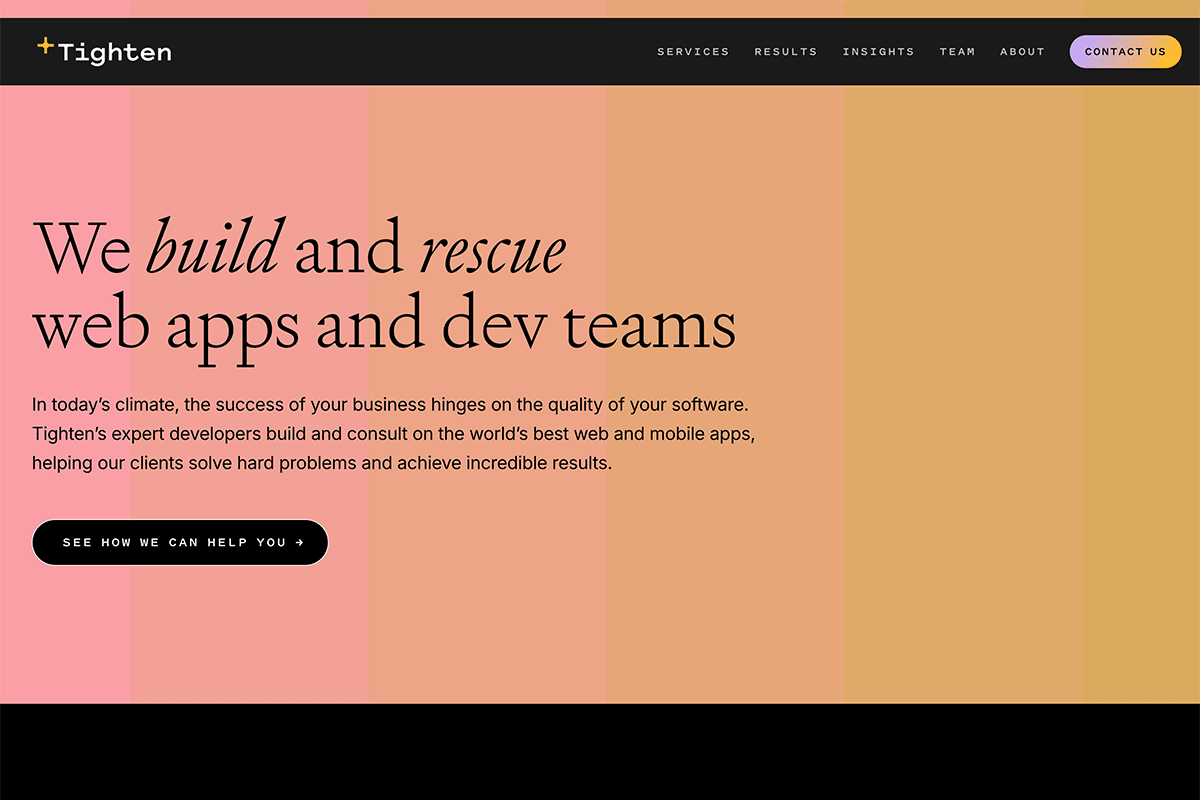 Tighten
SERVICES RESULTS INSIGHTS TEAM ABOUT CONTACT US
We build and rescue
web apps and dev teams
In today’s climate, the success of your business hinges on the quality of your software.
Tighten’s expert developers build and consult on the world’s best web and mobile apps,
helping our clients solve hard problems and achieve incredible results.
SEE HOW WE CAN HELP YOU →